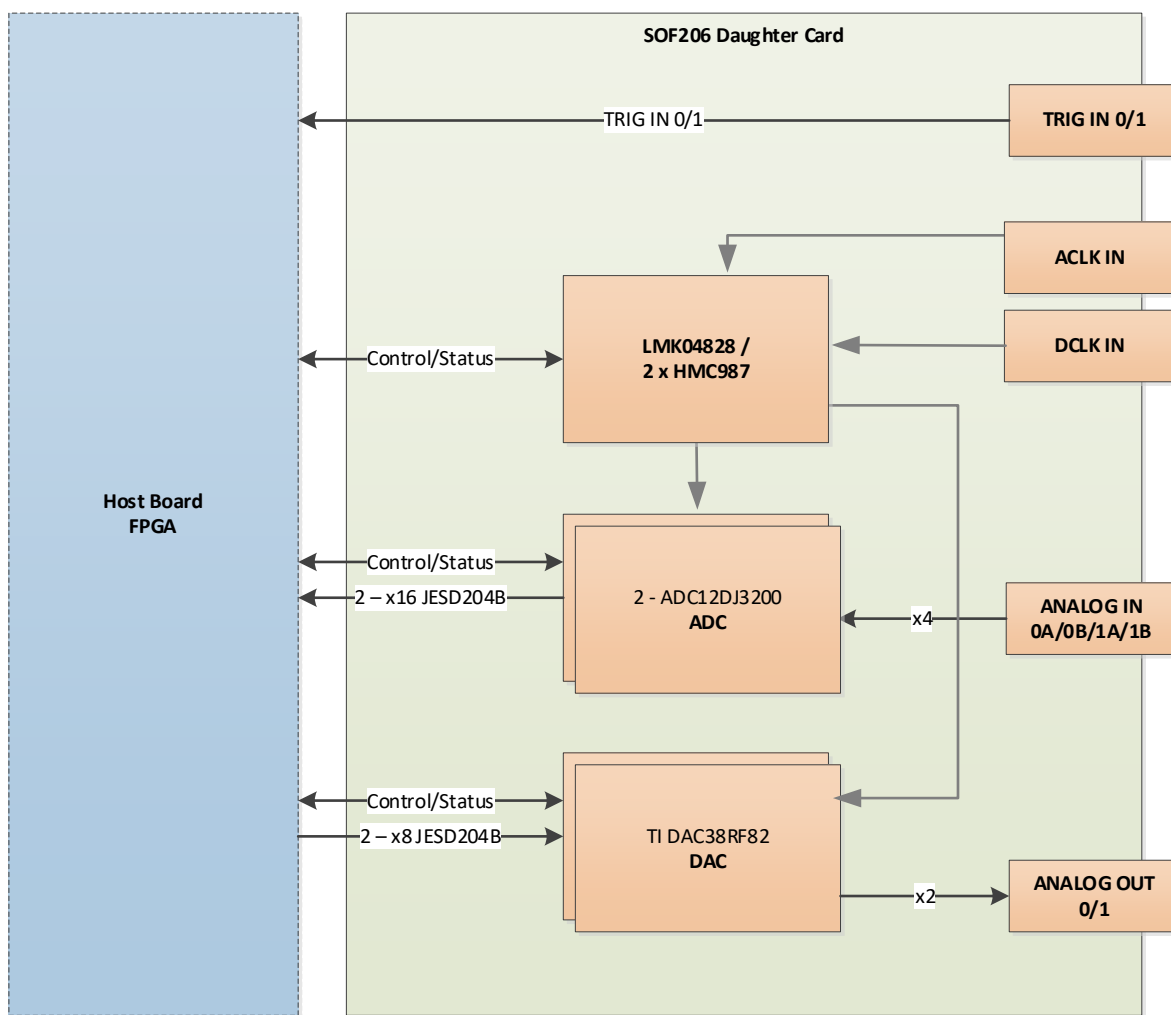 SOF206 Daughter Card
TRIG IN 0/1
TRIG IN 0/1
ACLK IN
DCLK IN
LMK04828 /
2 x HMC987
Control/Status
Host Board
FPGA
Control/Status
2 – x16 JESD204B
2 - ADC12DJ3200
ADC
x4
ANALOG IN
0A/0B/1A/1B
Control/Status
2 – x8 JESD204B
TI DAC38RF82
DAC
x2
ANALOG OUT
0/1